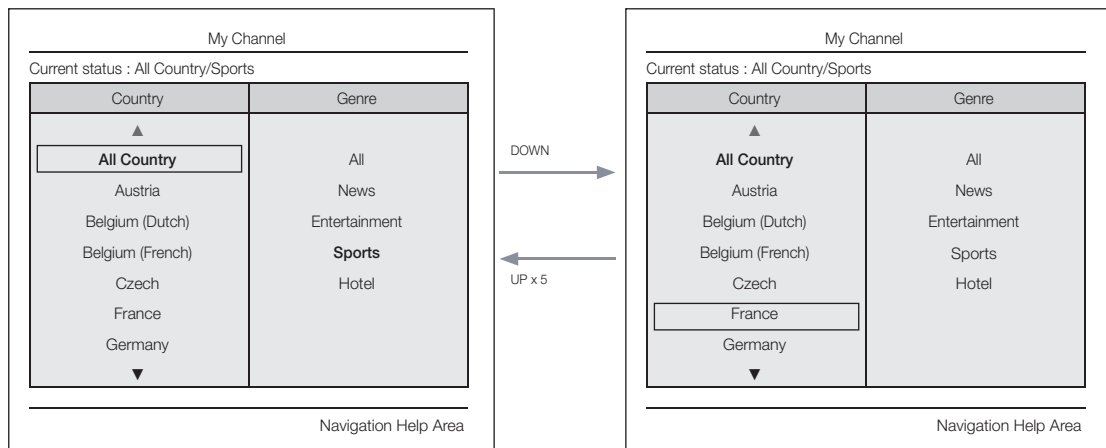 My Channel
Current status : All Country/Sports
Country Genre
▲
All Country All
Austria News
Belgium (Dutch) Entertainment
Belgium (French) Sports
Czech Hotel
France
Germany
▼
Navigation Help Area
DOWN
UP x 5
My Channel
Current status : All Country/Sports
Country Genre
▲
All Country All
Austria News
Belgium (Dutch) Entertainment
Belgium (French) Sports
Czech Hotel
France
Germany
▼
Navigation Help Area